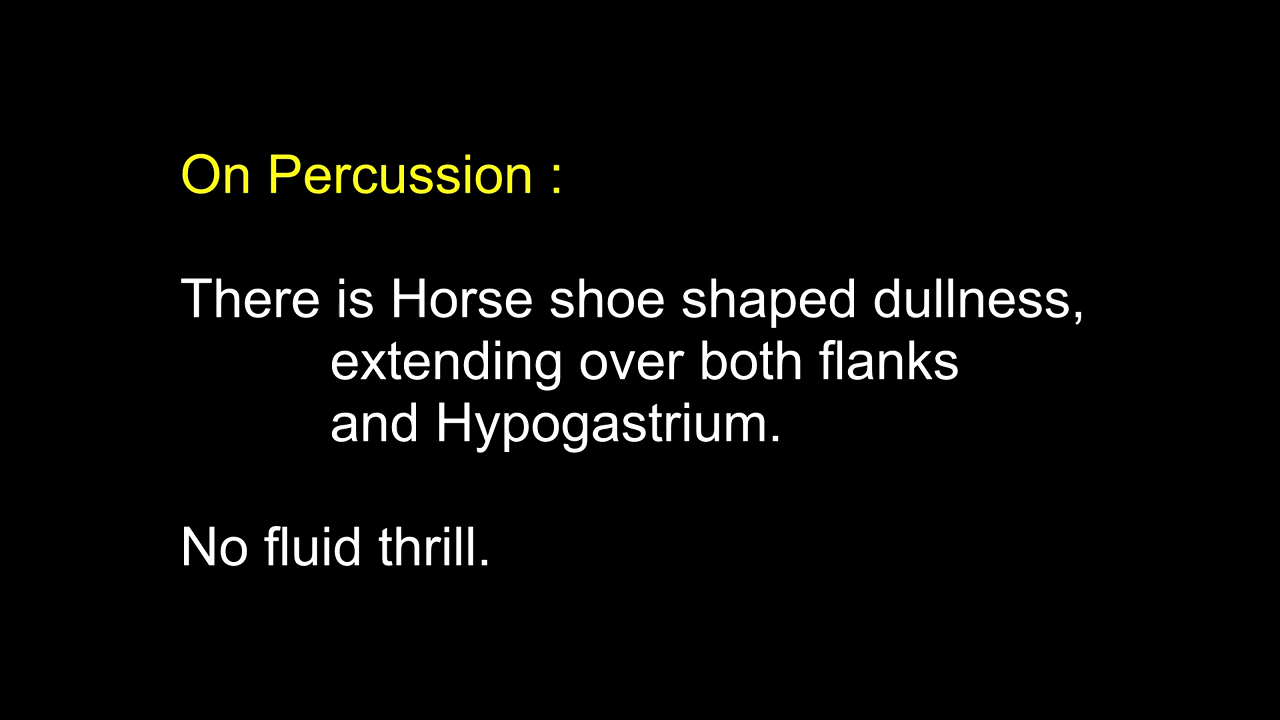 On Percussion :
There is Horse shoe shaped dullness,
extending over both flanks
and Hypogastrium.
No fluid thrill.